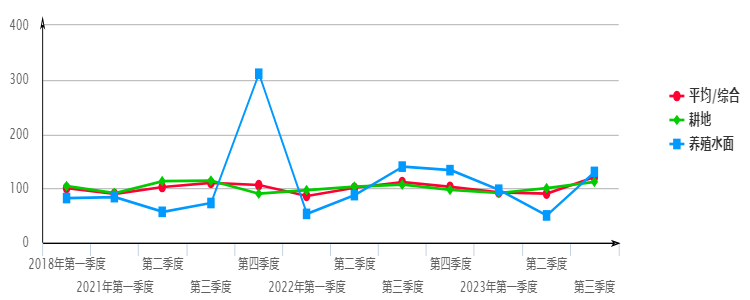 400
300
200
100
0
平均/综合
耕地
养殖水面
2018年第一季度
第二季度
第四季度
第二季度
第四季度
第二季度
2021年第一季度
第三季度
2022年第一季度
第三季度
2023年第一季度
第三季度